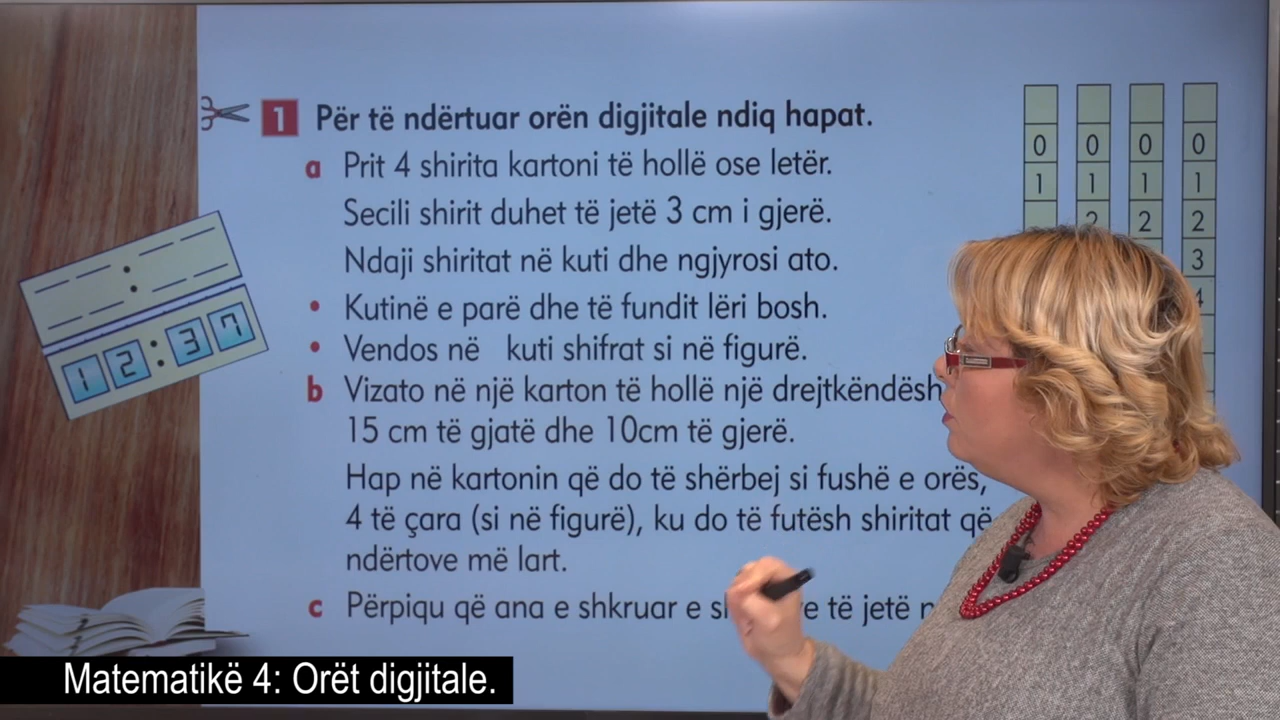 1 Për të ndërtuar orën digjitale ndiq hapat.
a Prit 4 shirita kartoni të hollë ose letër.
Secili shirit duhet të jetë 3 cm i gjerë.
Ndaji shiritat në kuti dhe ngjyrosi ato.
• Kutinë e parë dhe të fundit lëri bosh.
• Vendos në kuti shifrat si në figurë.
b Vizato në një karton të hollë një drejtkëndësh
15 cm të gjatë dhe 10cm të gjerë.
Hap në kartonin që do të shërbej si fushë e orës,
4 të çara (si në figurë), ku do të futësh shiritat që
ndërtove më lart.
c Përpiqu që ana e shkruar e të jetë
0 0 0 0
1 1 1 1
2 2 2
3
4
12:37
Matematikë 4: Orët digjitale.